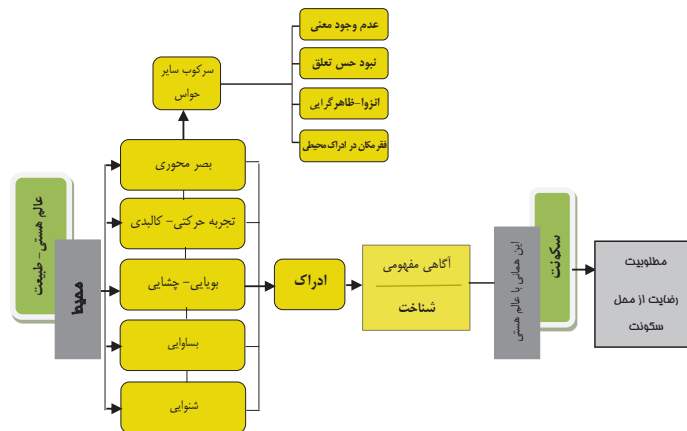 عدم وجود معنی
نبود حس تعلق
انزوا-ظاهرگرایی
فقر مکان در ادراک محیطی
سرکوب سایر
حواس
عالم هستی - طبیعت
محیط
بصر محوری
تجربه حرکتی- کالبدی
بویایی- چشایی
بساوایی
شنوایی
ادراک
آگاهی مفهومی
شناخت
این همانی با عالم هستی
سکونت
مطلوبیت
رضایت از محل
سکونت